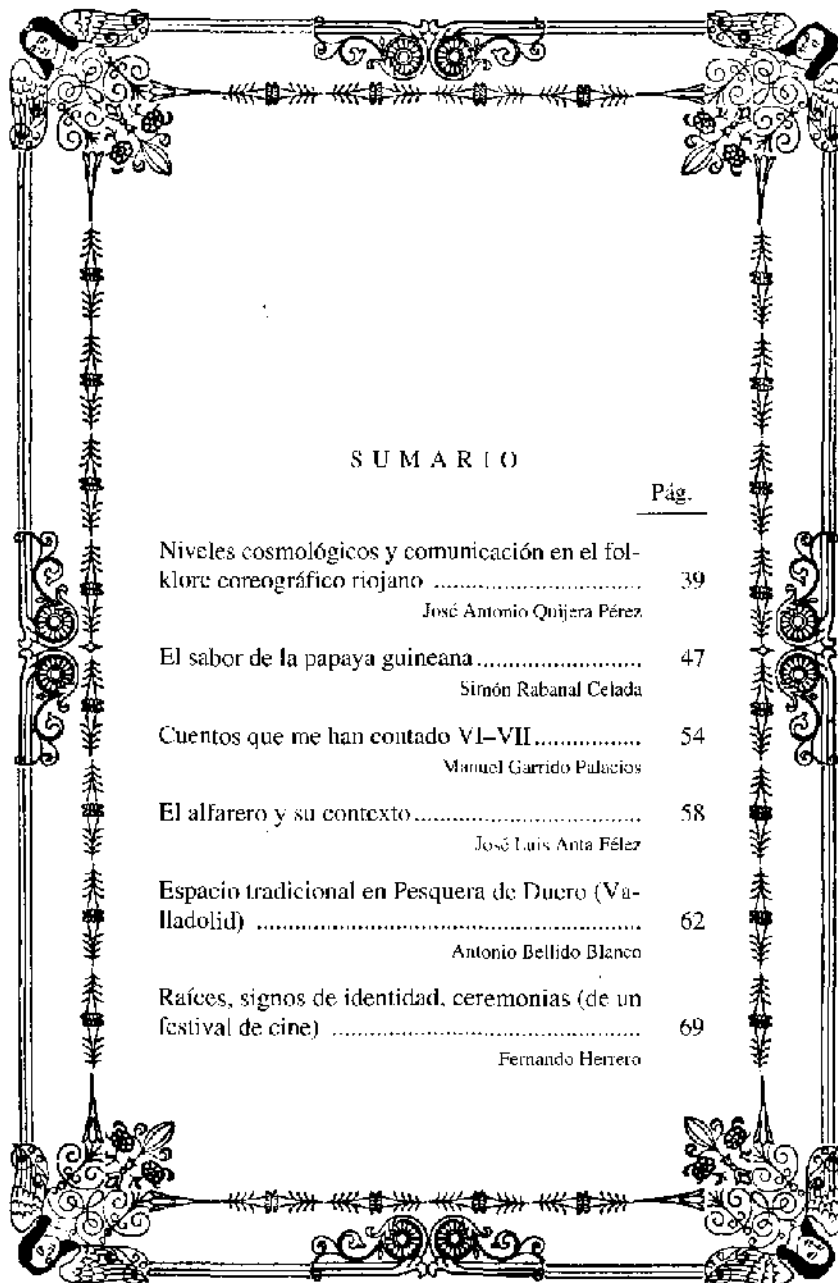 SUMARIO
Pág.
Niveles cosmológicos y comunicación en el fol-
klore coreográfico riojano .............................. 39
José Antonio Quijera Pérez
El sabor de la papaya guineana ........................ 47
Simón Rabanal Celada
Cuentos que me han contado VI–VII ................ 54
Manuel Garrido Palacios
El alfarero y su contexto ................................. 58
José Luis Anta Félez
Espacio tradicional en Pesquera de Duero (Va-
lladolid) ....................................................... 62
Antonio Bellido Blanco
Raíces, signos de identidad, ceremonias (de un
festival de cine) ............................................ 69
Fernando Herrero